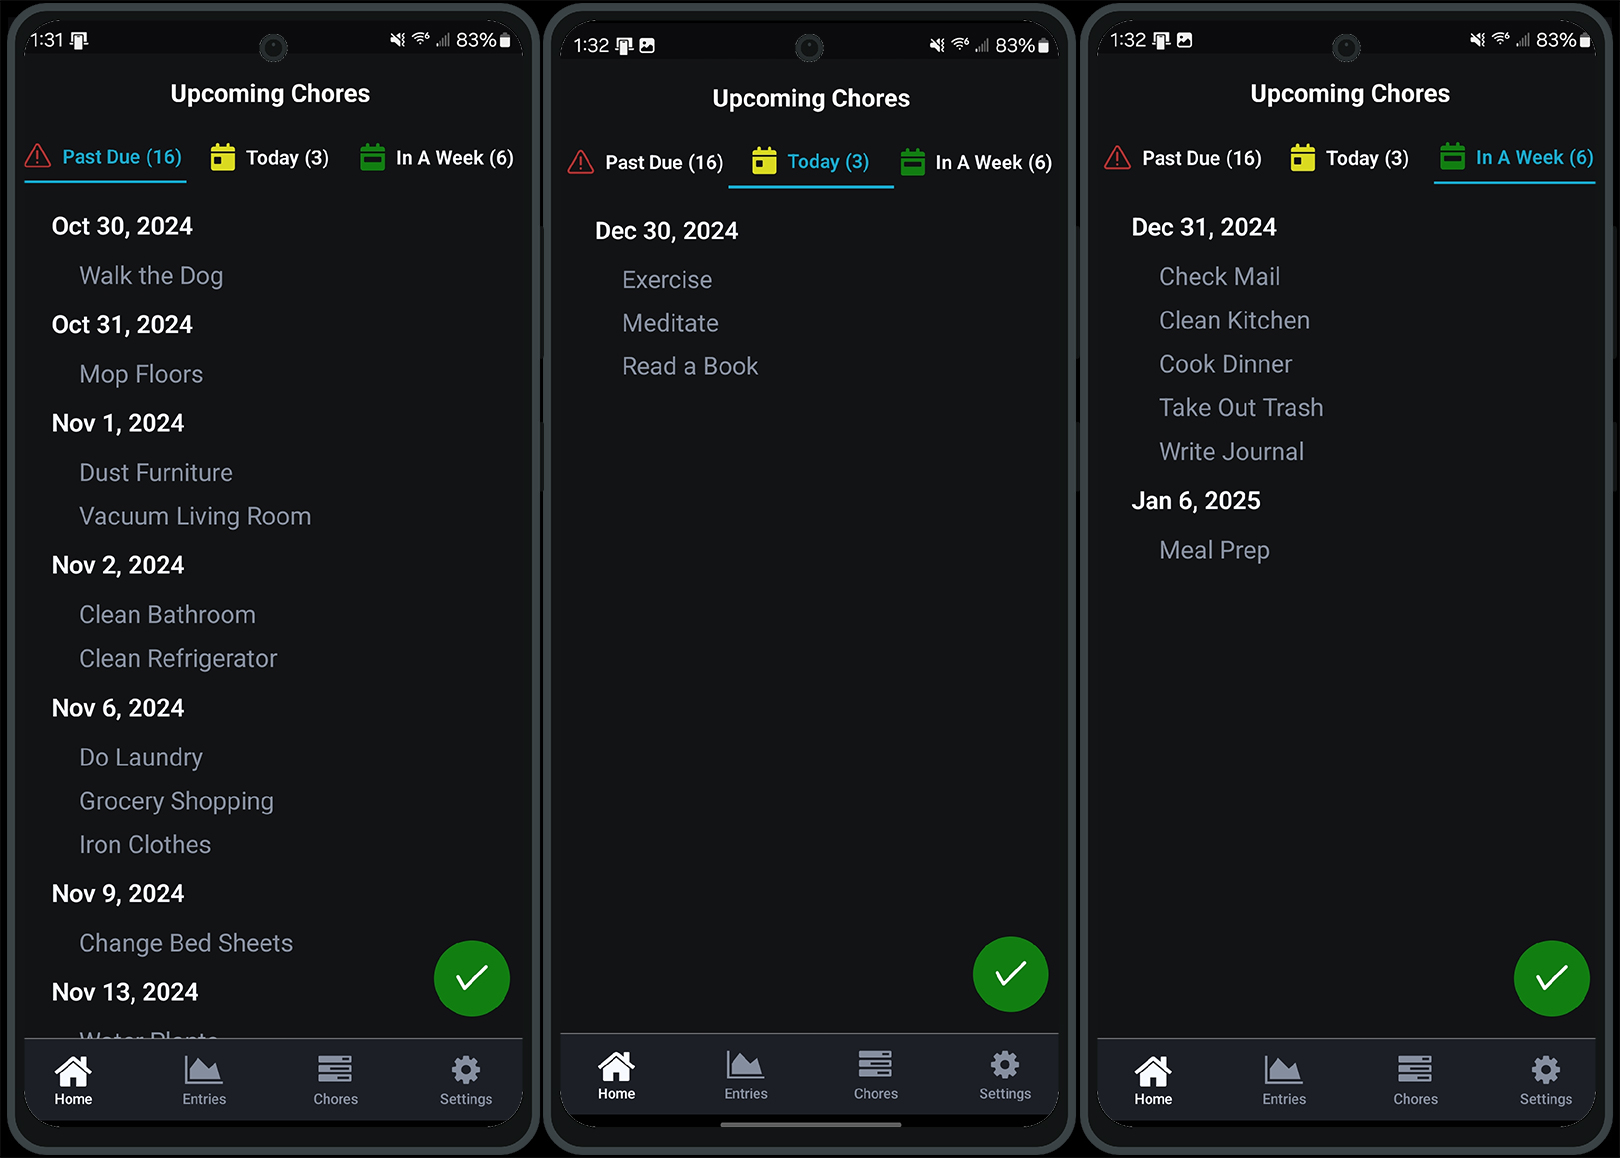 1:31 83%
Upcoming Chores
Past Due (16) Today (3) In A Week (6)
Oct 30, 2024
Walk the Dog
Oct 31, 2024
Mop Floors
Nov 1, 2024
Dust Furniture
Vacuum Living Room
Nov 2, 2024
Clean Bathroom
Clean Refrigerator
Nov 6, 2024
Do Laundry
Grocery Shopping
Iron Clothes
Nov 9, 2024
Change Bed Sheets
Nov 13, 2024
Water Plants
Home Entries Chores Settings
1:32 83%
Upcoming Chores
Past Due (16) Today (3) In A Week (6)
Dec 30, 2024
Exercise
Meditate
Read a Book
Home Entries Chores Settings
1:32 83%
Upcoming Chores
Past Due (16) Today (3) In A Week (6)
Dec 31, 2024
Check Mail
Clean Kitchen
Cook Dinner
Take Out Trash
Write Journal
Jan 6, 2025
Meal Prep
Home Entries Chores Settings